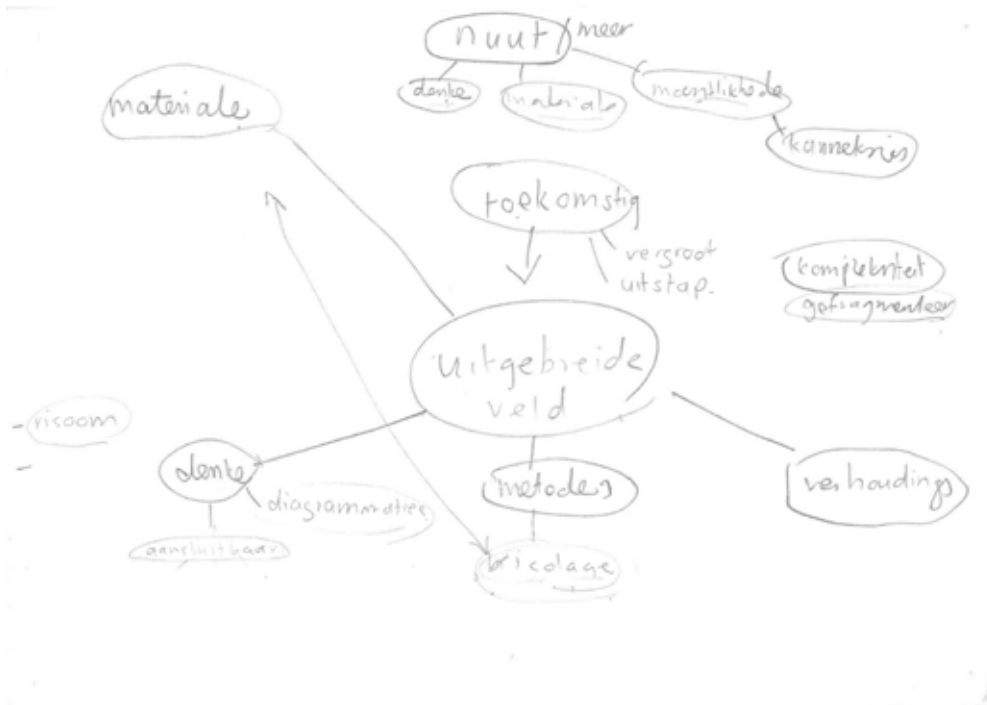 nuut / meer
materiale
denke
materiale
moontlikhede
konneksies
toekomstig
vergroot
uitstap.
kompleksiteit
gefragmenteer
uitgebreide
veld
- risoom
-
denke
metodes
verhoudings
diagrammaties
aansluitbaar
bricolage